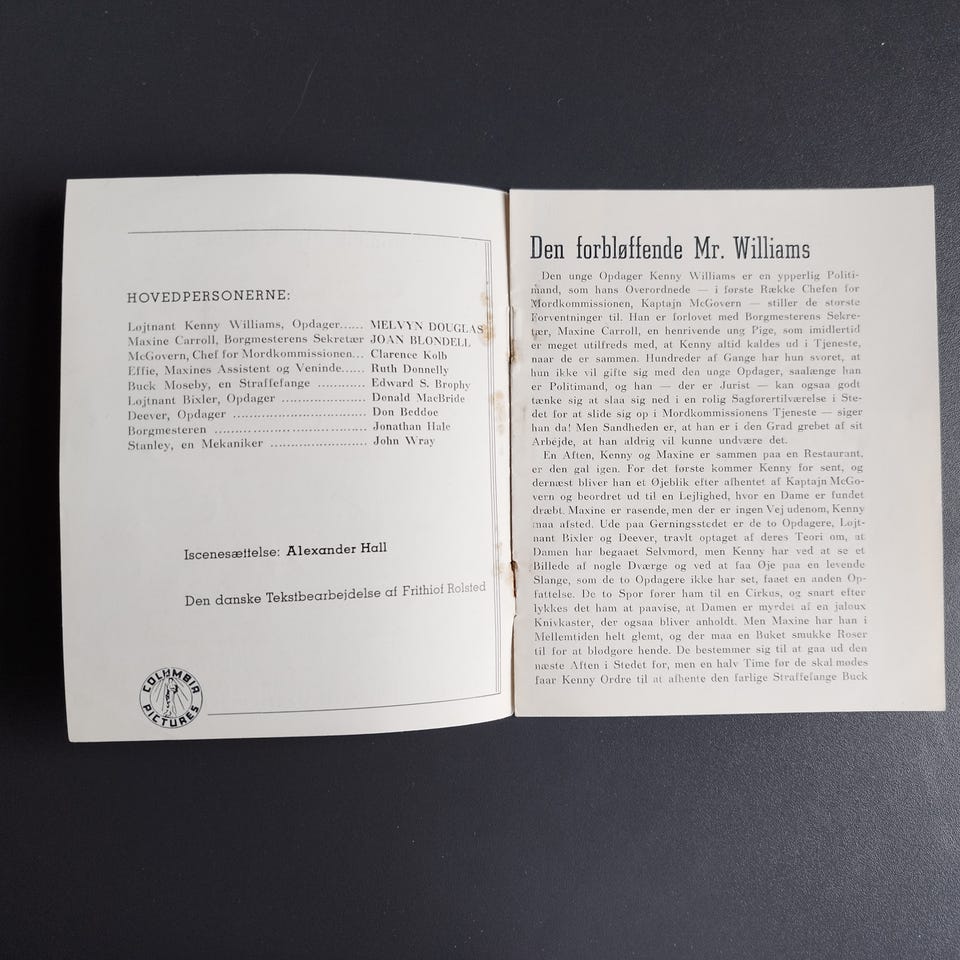 HOVEDPERSONERNE:
Løjtnant Kenny Williams, Opdager...... MELVYN DOUGLAS
Maxine Carroll, Borgmesterens Sekretær JOAN BLONDELL
McGovern, Chef for Mordkommissionen... Clarence Kolb
Effie, Maxines Assistent og Veninde...... Ruth Donnelly
Buck Moseby, en Straffefange ............ Edward S. Brophy
Løjtnant Bixler, Opdager ..................... Donald MacBride
Deever, Opdager ................................. Don Beddoe
Borgmesteren ..................................... Jonathan Hale
Stanley, en Mekaniker ........................ John Wray
Iscenesættelse: Alexander Hall
Den danske Tekstbearbejdelse af Frithiof Rolsted
COLUMBIA
PICTURES
Den forbløffende Mr. Williams
Den unge Opdager Kenny Williams er en ypperlig Politi-
mand, som hans Overordnede — i første Række Chefen for
Mordkommissionen, Kaptajn McGovern — stiller de største
Forventninger til. Han er forlovet med Borgmesterens Sekre-
tær, Maxine Carroll, en henrivende ung Pige, som imidlertid
er meget utilfreds med, at Kenny altid kaldes ud i Tjeneste,
naar de er sammen. Hundreder af Gange har hun svoret, at
hun ikke vil gifte sig med den unge Opdager, saalænge han
er Politimand, og han — der er Jurist — kan ogsaa godt
tænke sig at slaa sig ned i en rolig Sagførertilværelse i Ste-
det for at slide sig op i Mordkommissionens Tjeneste — siger
han da! Men Sandheden er, at han er i den Grad grebet af sit
Arbejde, at han aldrig vil kunne undvære det.
En Aften, Kenny og Maxine er sammen paa en Restaurant,
er den gal igen. For det første kommer Kenny for sent, og
dernæst bliver han et Øjeblik efter afhentet af Kaptajn McGo-
vern og beordret ud til en Lejlighed, hvor en Dame er fundet
dræbt. Maxine er rasende, men der er ingen Vej udenom, Kenny
maa afsted. Ude paa Gerningsstedet er de to Opdagere, Løjt-
nant Bixler og Deever, travlt optaget af deres Teori om, at
Damen har begaaet Selvmord, men Kenny har ved at se et
Billede af nogle Dværge og ved at faa Øje paa en levende
Slange, som de to Opdagere ikke har set, faaet en anden Op-
fattelse. De to Spor fører ham til en Cirkus, og snart efter
lykkes det ham at paavise, at Damen er myrdet af en jaloux
Knivkaster, der ogsaa bliver anholdt. Men Maxine har han i
Mellemtiden helt glemt, og der maa en Buket smukke Roser
til for at blødgøre hende. De bestemmer sig til at gaa ud den
næste Aften i Stedet for, men en halv Time før de skal mødes
faar Kenny Ordre til at afhente den farlige Straffefange Buck